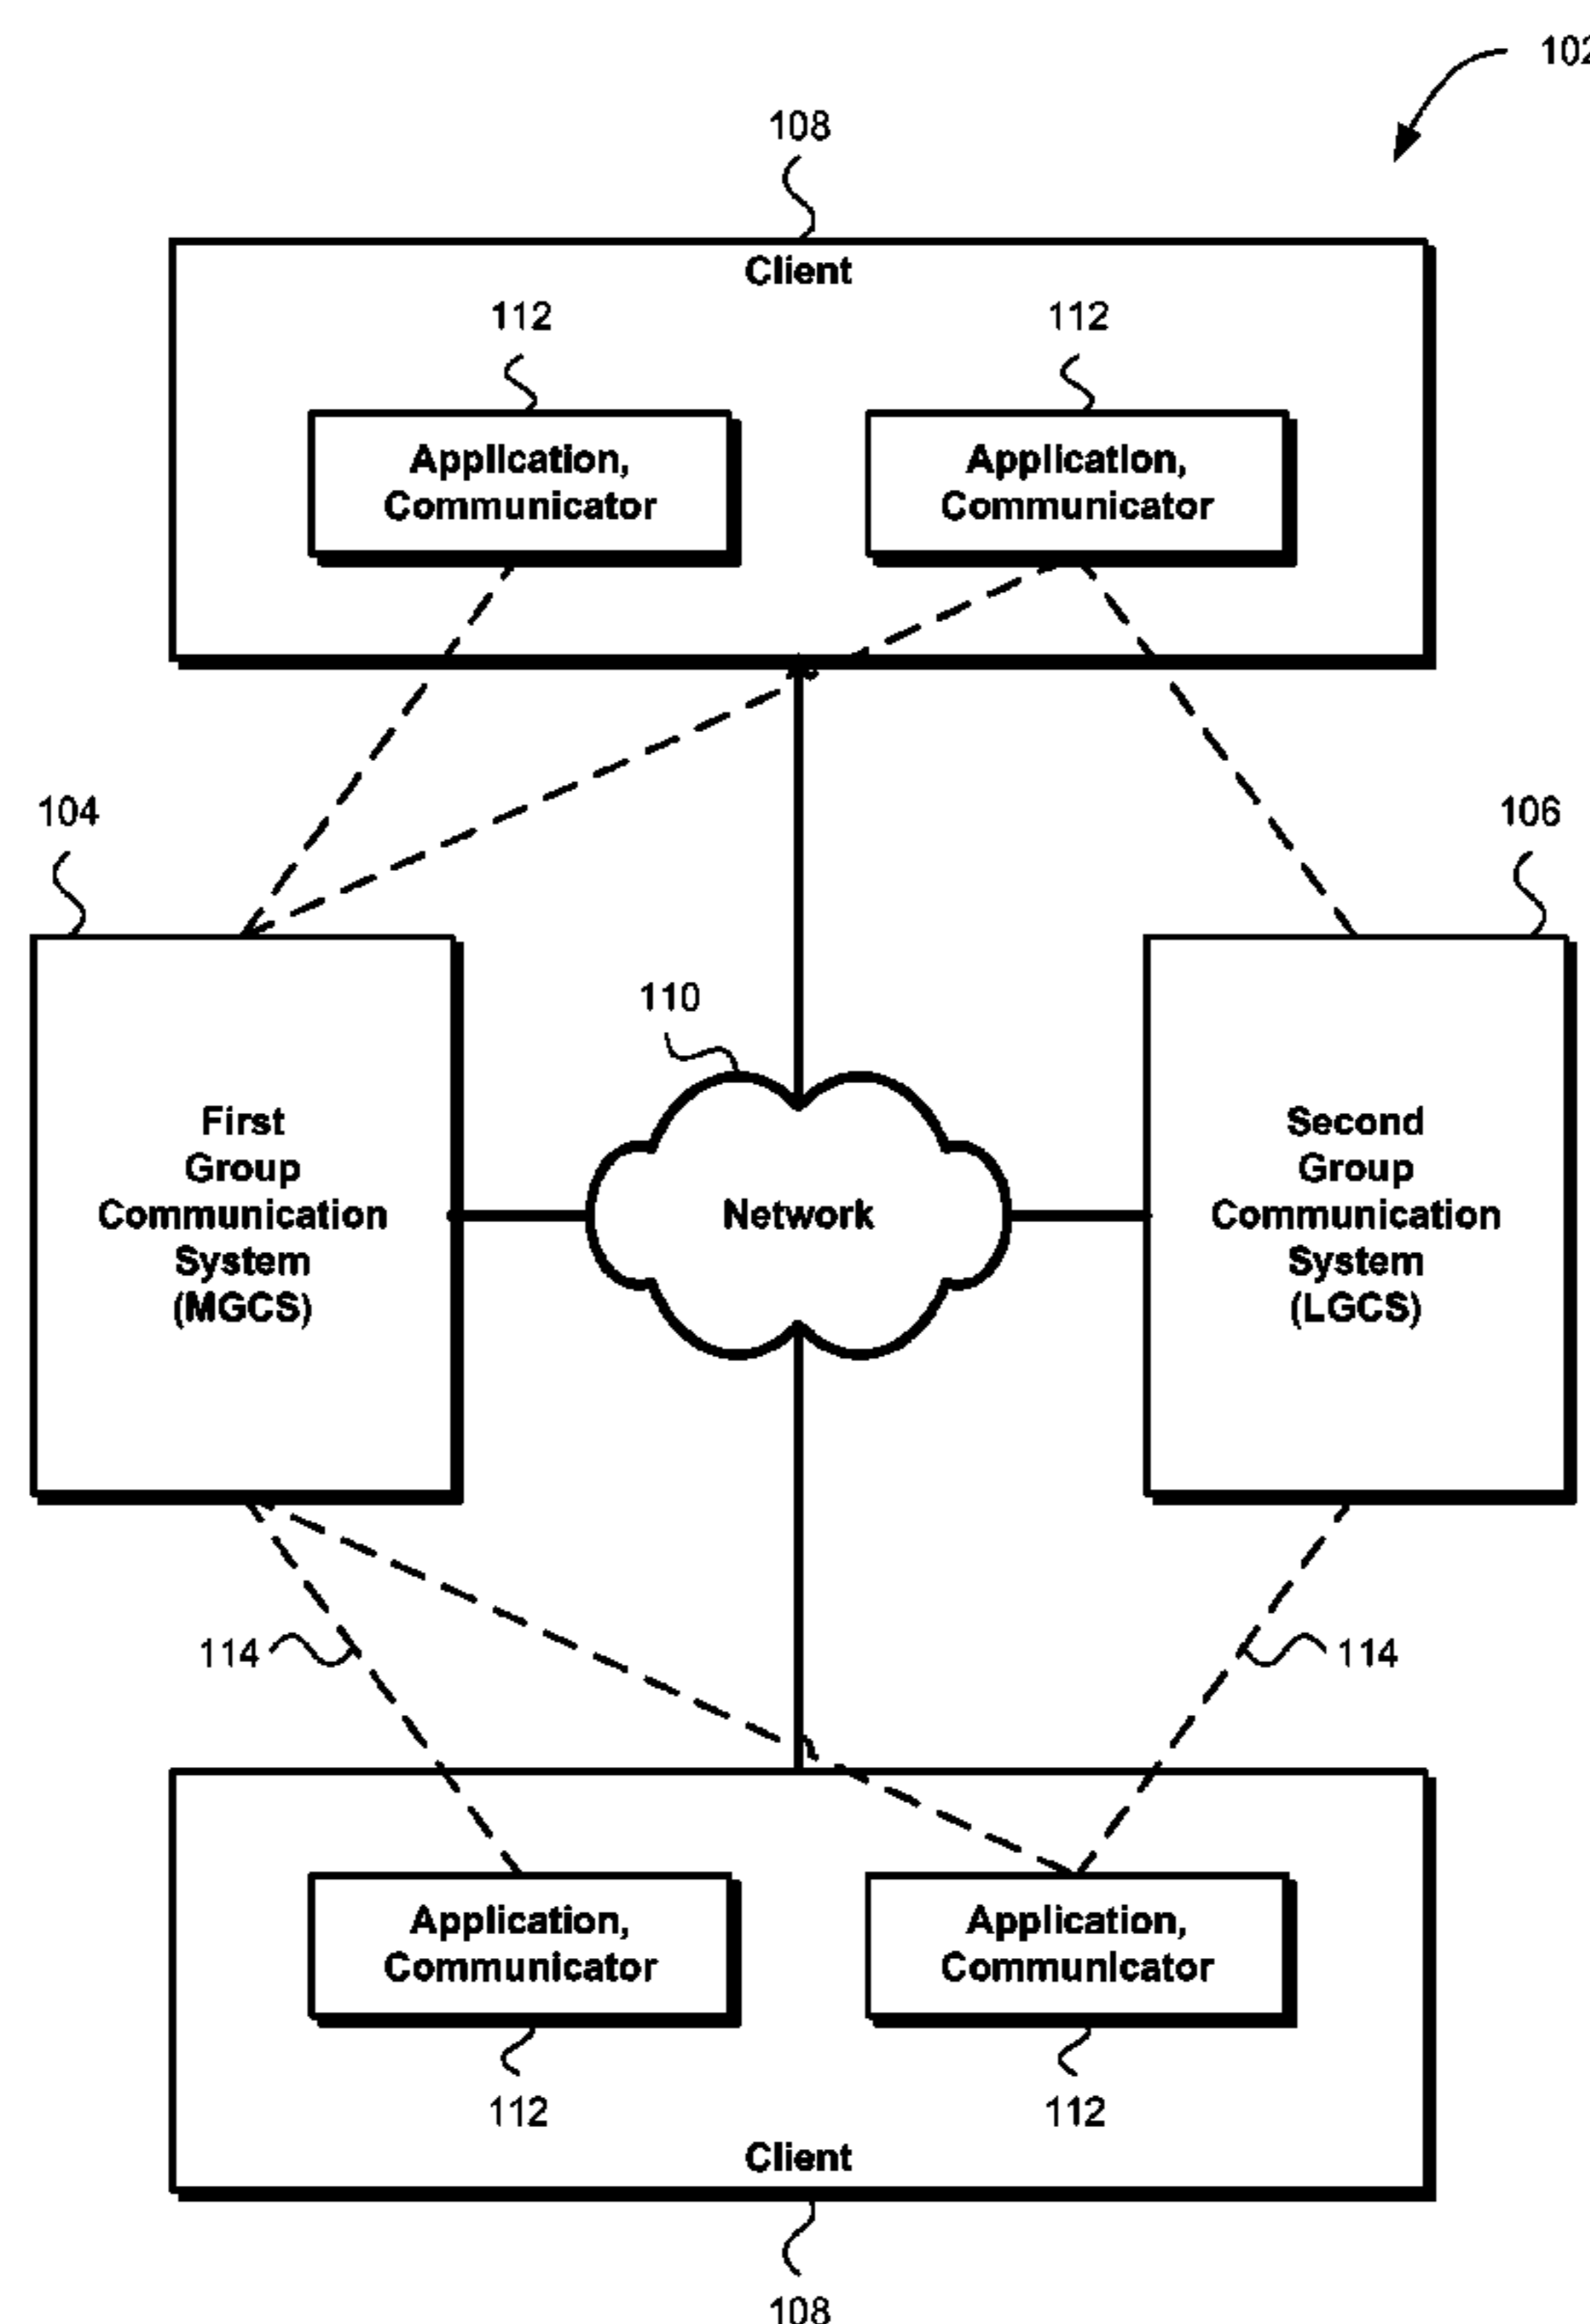 102
108
Client
112
112
Application,
Communicator
Application,
Communicator
104
106
110
First
Group
Communication
System
(MGCS)
Network
Second
Group
Communication
System
(LGCS)
114
114
Application,
Communicator
Application,
Communicator
112
112
Client
108